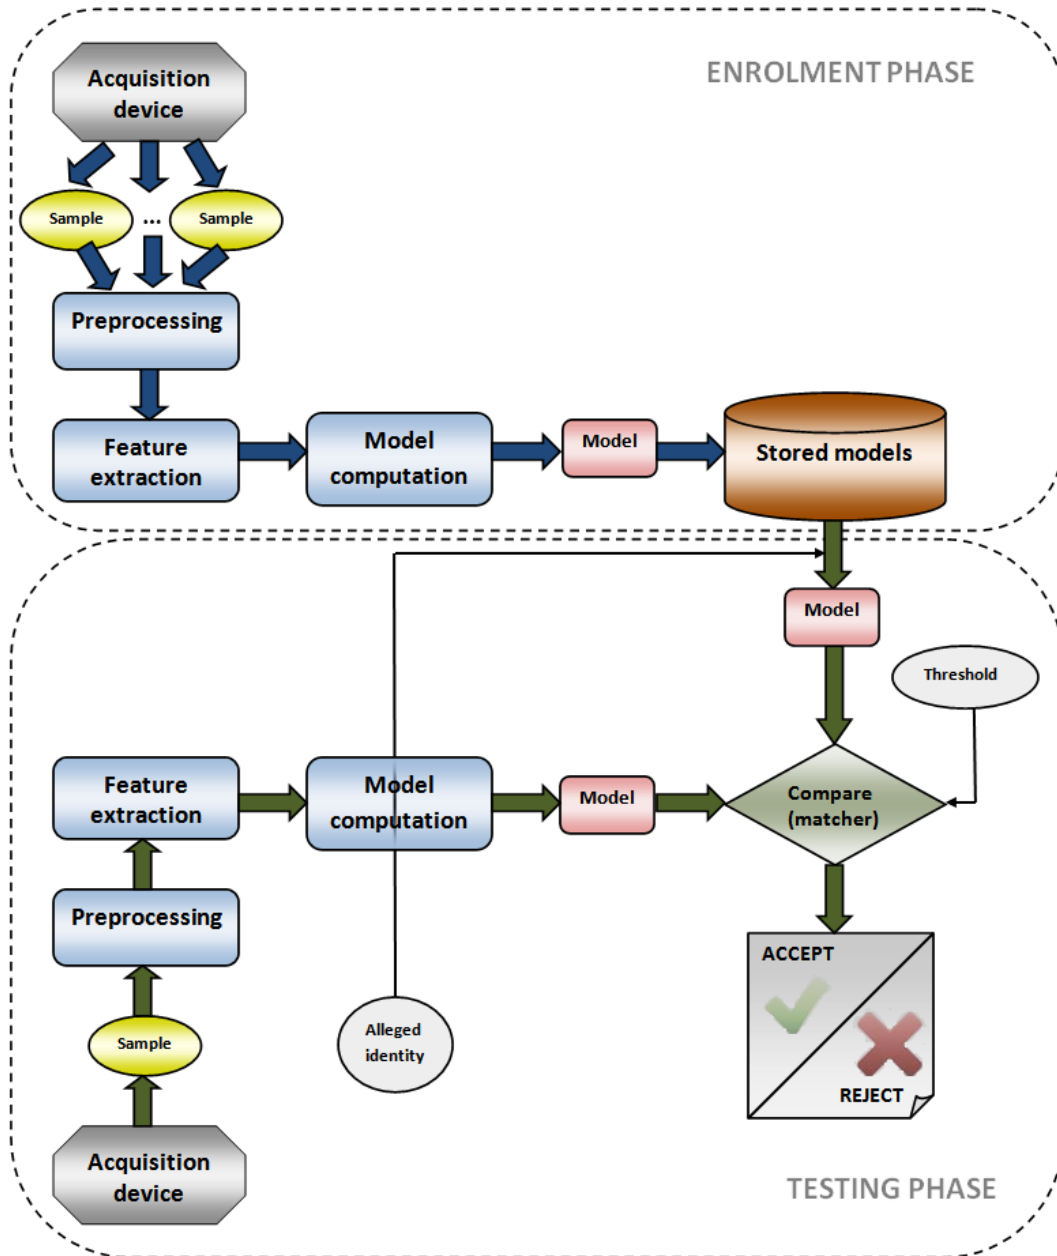 ENROLMENT PHASE
Acquisition
device
Sample
...
Sample
Preprocessing
Feature
extraction
Model
computation
Model
Stored models
Model
Threshold
Feature
extraction
Model
computation
Model
Compare
(matcher)
Preprocessing
ACCEPT
Sample
Alleged
identity
REJECT
Acquisition
device
TESTING PHASE